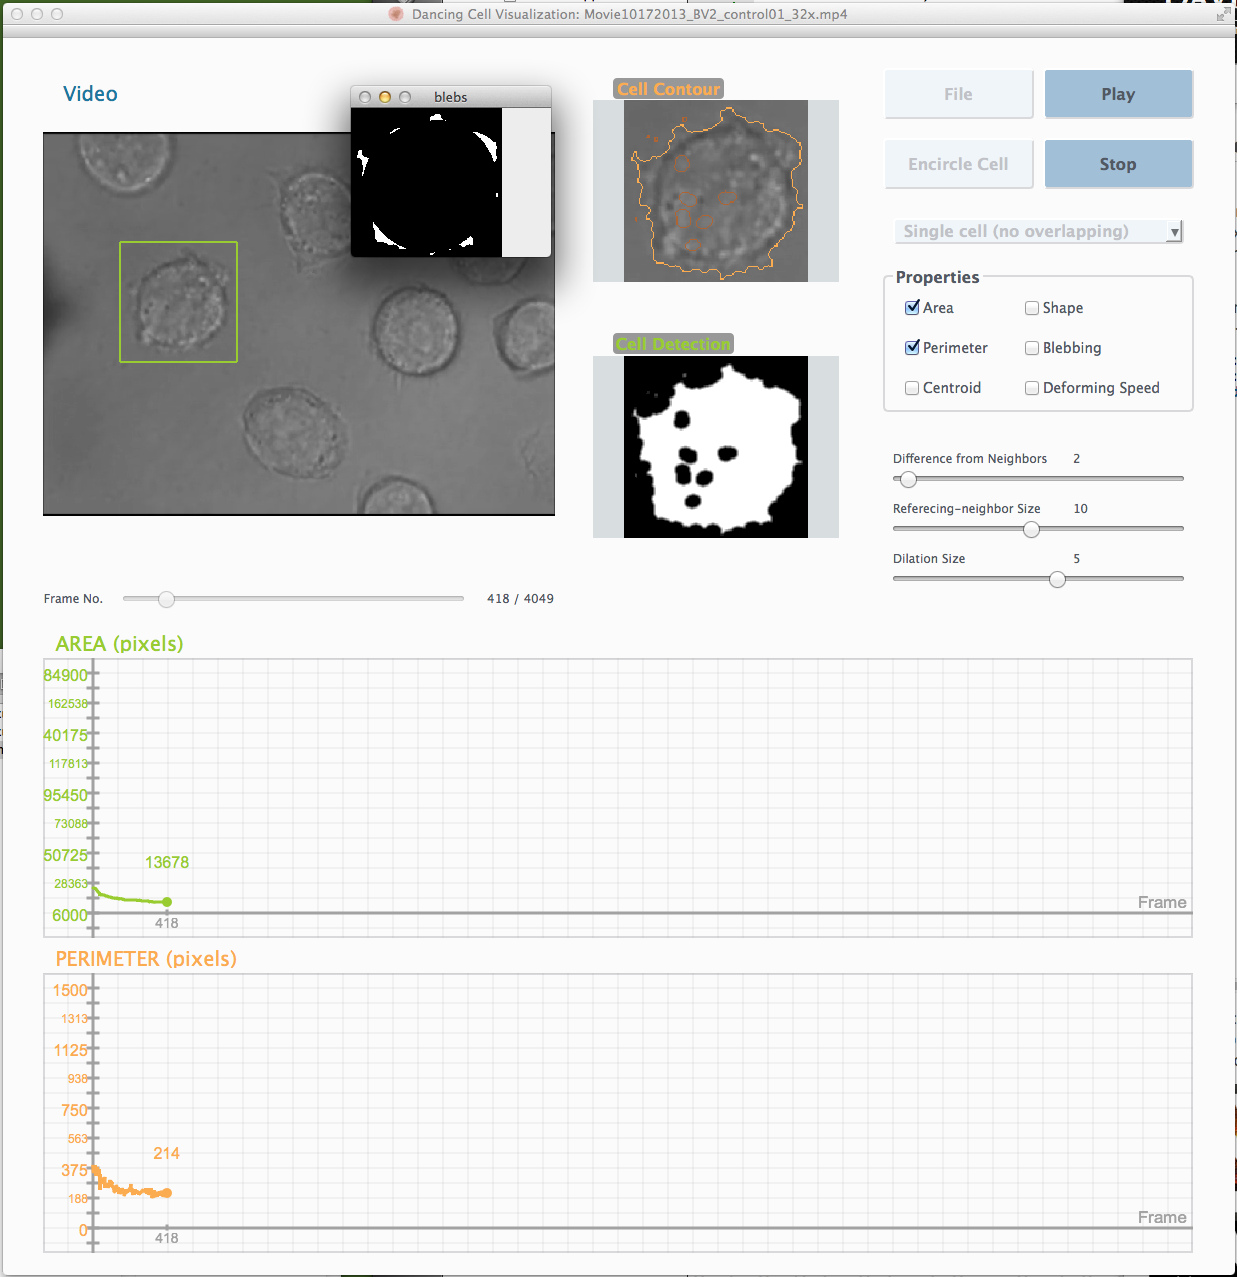 Dancing Cell Visualization: Movie10172013_BV2_control01_32x.mp4
Video
blebs
Cell Contour
File
Play
Encircle Cell
Stop
Single cell (no overlapping)
Properties
Area
Shape
Perimeter
Blebbing
Centroid
Deforming Speed
Cell Detection
Difference from Neighbors 2
Referecing-neighbor Size 10
Dilation Size 5
Frame No. 418 / 4049
AREA (pixels)
84900
162538
40175
117813
95450
73088
50725
28363
6000
13678
418
Frame
PERIMETER (pixels)
1500
1313
1125
938
750
563
375
188
0
214
418
Frame